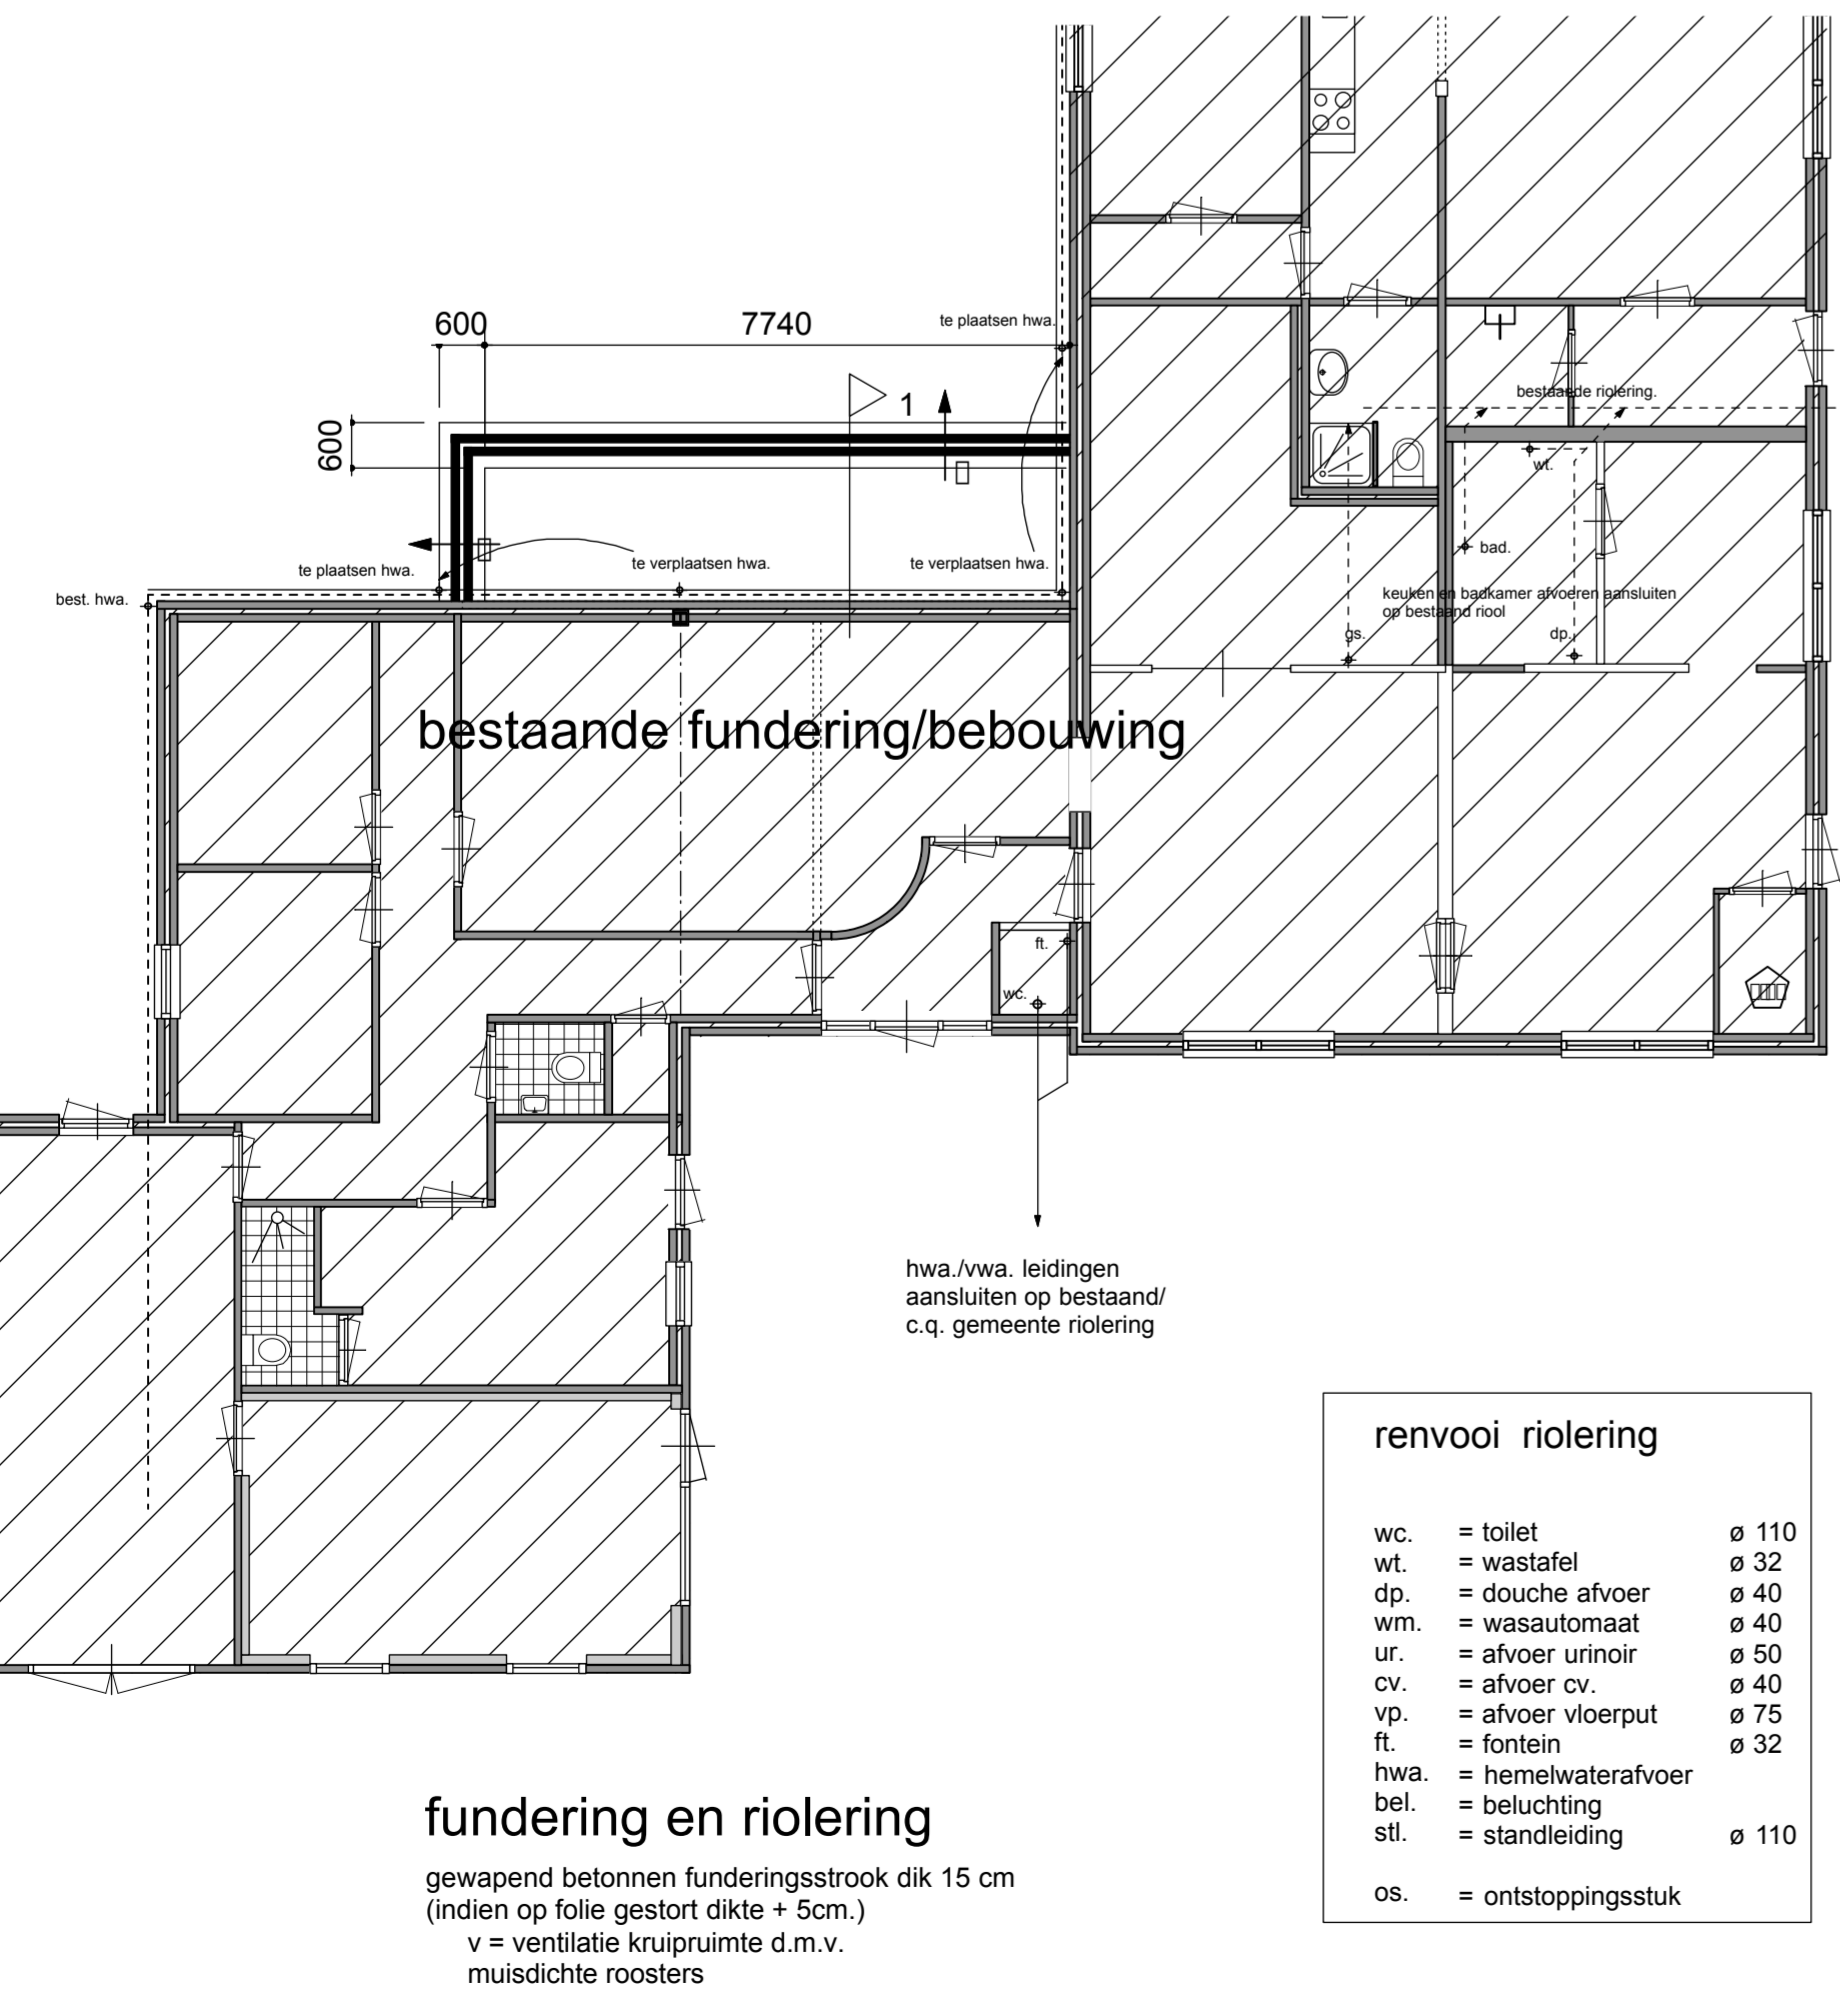 600
7740
te plaatsen hwa.
1
600
bestaande riolering.
wt.
bad.
te plaatsen hwa.
te verplaatsen hwa.
te verplaatsen hwa.
best. hwa.
keuken en badkamer afvoeren aansluiten
op bestaand riool
gs.
dp.
bestaande fundering/bebouwing
ft.
wc.
hwa./vwa. leidingen
aansluiten op bestaand/
c.q. gemeente riolering
renvooi riolering
wc. = toilet ø 110
wt. = wastafel ø 32
dp. = douche afvoer ø 40
wm. = wasautomaat ø 40
ur. = afvoer urinoir ø 50
cv. = afvoer cv. ø 40
vp. = afvoer vloerput ø 75
ft. = fontein ø 32
hwa. = hemelwaterafvoer
bel. = beluchting
stl. = standleiding ø 110
os. = ontstoppingsstuk
fundering en riolering
gewapend betonnen funderingsstrook dik 15 cm
(indien op folie gestort dikte + 5cm.)
v = ventilatie kruipruimte d.m.v.
muisdichte roosters